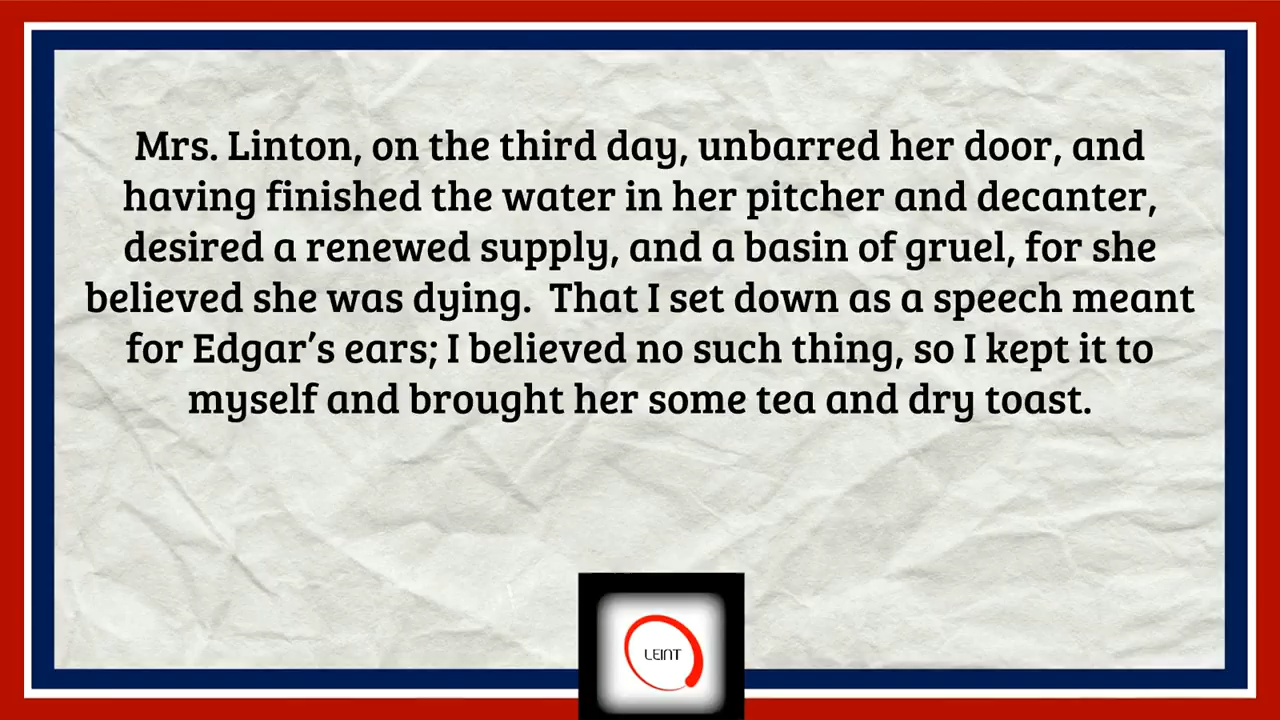 Mrs. Linton, on the third day, unbarred her door, and
having finished the water in her pitcher and decanter,
desired a renewed supply, and a basin of gruel, for she
believed she was dying.  That I set down as a speech meant
for Edgar’s ears; I believed no such thing, so I kept it to
myself and brought her some tea and dry toast.
LEINT